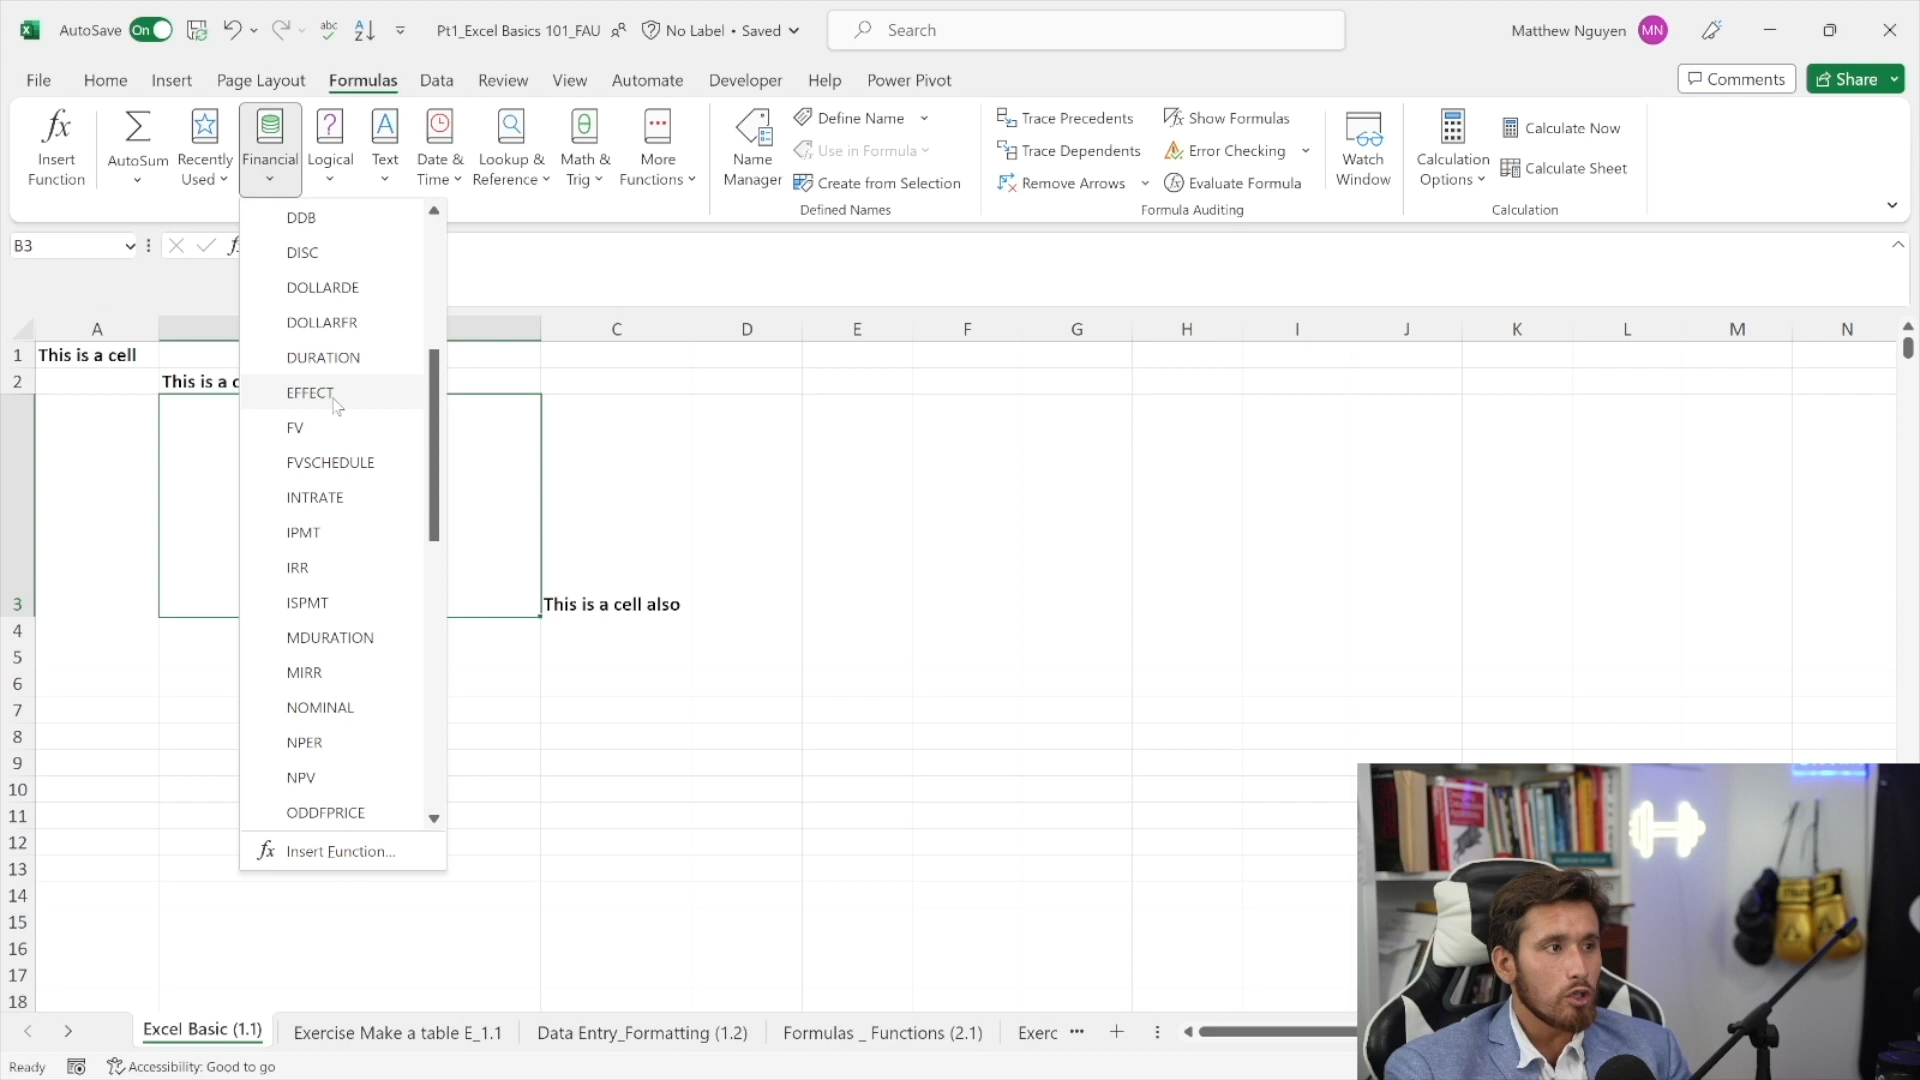 AutoSave On
Pt1_Excel Basics 101_FAU
No Label • Saved
Search
Matthew Nguyen MN
File Home Insert Page Layout Formulas Data Review View Automate Developer Help Power Pivot
Comments Share
Insert Function
AutoSum
Recently Used
Financial
Logical
Text
Date & Time
Lookup & Reference
Math & Trig
More Functions
Name Manager
Define Name
Use in Formula
Create from Selection
Defined Names
Trace Precedents
Trace Dependents
Remove Arrows
Show Formulas
Error Checking
Evaluate Formula
Formula Auditing
Watch Window
Calculation Options
Calculate Now
Calculate Sheet
Calculation
B3
DDB
DISC
DOLLARDE
DOLLARFR
DURATION
EFFECT
FV
FVSCHEDULE
INTRATE
IPMT
IRR
ISPMT
MDURATION
MIRR
NOMINAL
NPER
NPV
ODDFPRICE
fx Insert Function...
A C D E F G H I J K L M N
1 This is a cell
2 This is a c
3 This is a cell also
4
5
6
7
8
9
10
11
12
13
14
15
16
17
18
Excel Basic (1.1) Exercise Make a table E_1.1 Data Entry_Formatting (1.2) Formulas _ Functions (2.1) Exerc ...
Ready Accessibility: Good to go